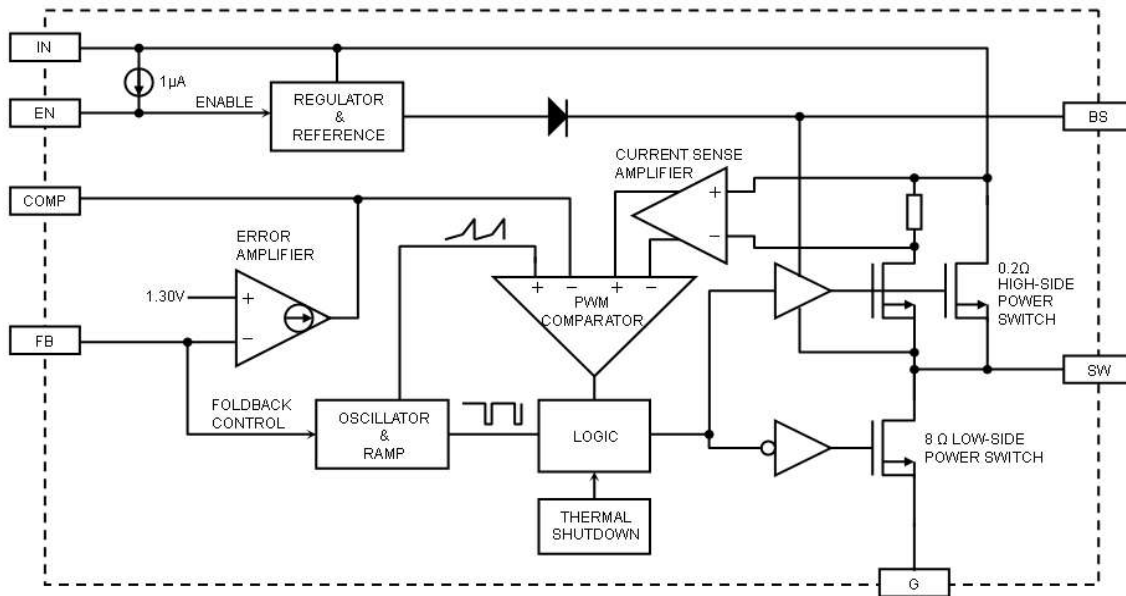 IN
1µA
EN
ENABLE
REGULATOR
&
REFERENCE
BS
CURRENT SENSE
AMPLIFIER
+
−
COMP
ERROR
AMPLIFIER
1.30V
+
−
+ − + −
PWM
COMPARATOR
0.2Ω
HIGH-SIDE
POWER
SWITCH
FB
SW
FOLDBACK
CONTROL
OSCILLATOR
&
RAMP
LOGIC
8 Ω LOW-SIDE
POWER SWITCH
THERMAL
SHUTDOWN
G